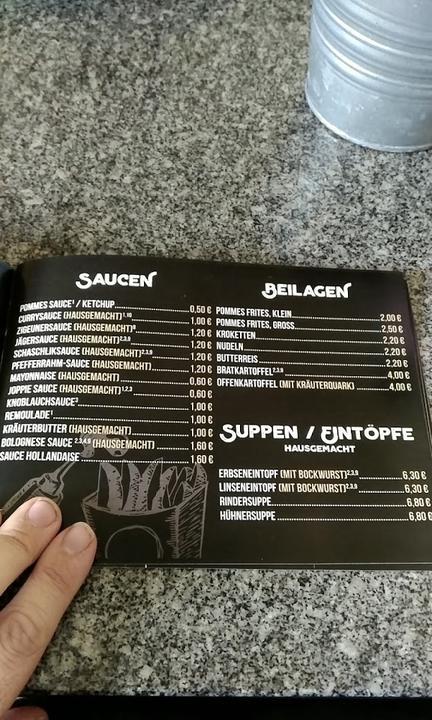 SAUCEN
POMMES SAUCE¹ / KETCHUP 0,50 €
CURRYSAUCE (HAUSGEMACHT)¹·¹⁰ 1,00 €
ZIGEUNERSAUCE (HAUSGEMACHT)⁹ 1,20 €
JÄGERSAUCE (HAUSGEMACHT)²·³·⁹ 1,20 €
SCHASCHLIKSAUCE (HAUSGEMACHT)²·³·⁹ 1,20 €
PFEFFERRAHM-SAUCE (HAUSGEMACHT) 1,20 €
MAYONNAISE (HAUSGEMACHT) 0,60 €
JOPPIE SAUCE (HAUSGEMACHT)¹·²·³ 1,00 €
KNOBLAUCHSAUCE³ 1,00 €
REMOULADE¹ 1,00 €
KRÄUTERBUTTER (HAUSGEMACHT) 1,00 €
BOLOGNESE SAUCE ²·³·⁴·⁹ (HAUSGEMACHT) 1,60 €
SAUCE HOLLANDAISE 1,60 €
BEILAGEN
POMMES FRITES, KLEIN 2,00 €
POMMES FRITES, GROSS 2,50 €
KROKETTEN 2,20 €
NUDELN 2,20 €
BUTTERREIS 2,20 €
BRATKARTOFFEL²·³·⁹ 4,00 €
OFFENKARTOFFEL (MIT KRÄUTERQUARK) 4,00 €
SUPPEN / EINTÖPFE
HAUSGEMACHT
ERBSENEINTOPF (MIT BOCKWURST)²·³·⁹ 6,30 €
LINSENEINTOPF (MIT BOCKWURST)²·³·⁹ 6,30 €
RINDERSUPPE 6,80 €
HÜHNERSUPPE 6,80 €